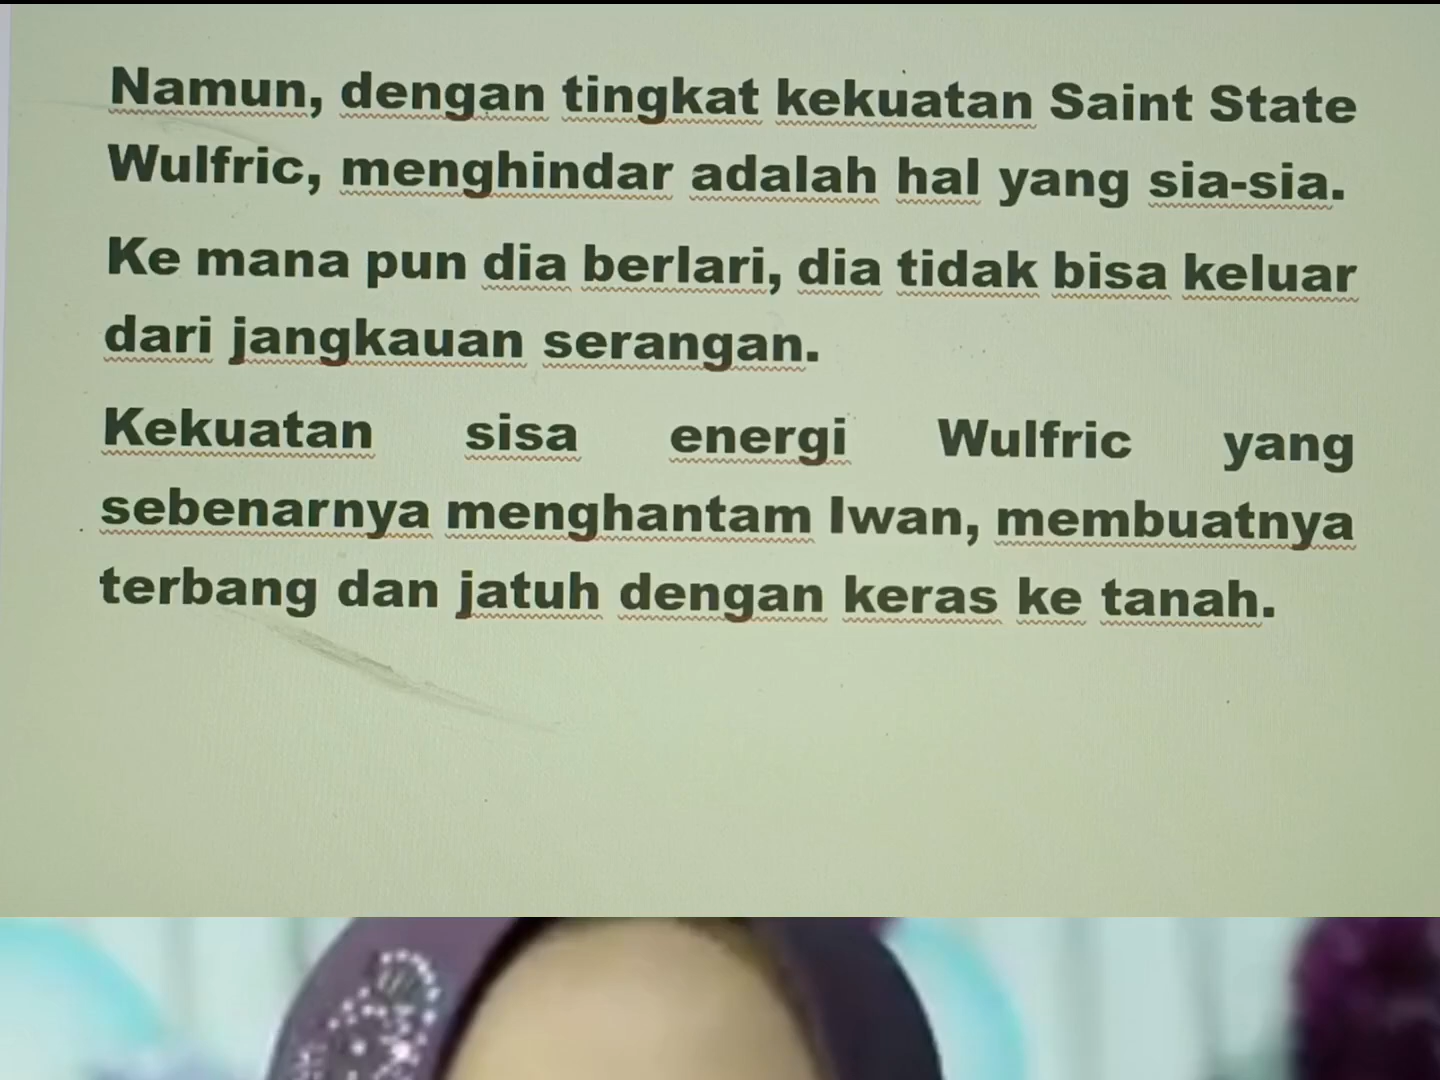 Namun, dengan tingkat kekuatan Saint State
Wulfric, menghindar adalah hal yang sia-sia.
Ke mana pun dia berlari, dia tidak bisa keluar
dari jangkauan serangan.
Kekuatan sisa energi Wulfric yang
sebenarnya menghantam Iwan, membuatnya
terbang dan jatuh dengan keras ke tanah.